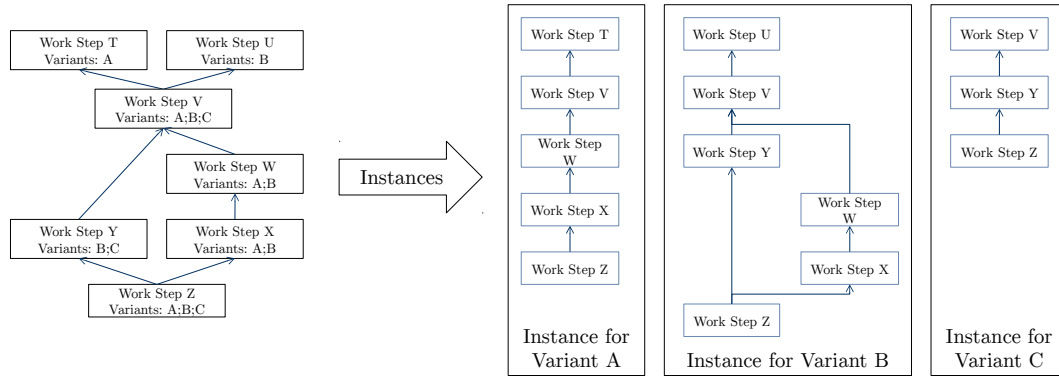 Work Step T
Variants: A
Work Step U
Variants: B
Work Step V
Variants: A;B;C
Work Step W
Variants: A;B
Work Step Y
Variants: B;C
Work Step X
Variants: A;B
Work Step Z
Variants: A;B;C
Instances
Work Step T
Work Step V
Work Step
W
Work Step X
Work Step Z
Instance for
Variant A
Work Step U
Work Step V
Work Step Y
Work Step
W
Work Step X
Work Step Z
Instance for Variant B
Work Step V
Work Step Y
Work Step Z
Instance for
Variant C